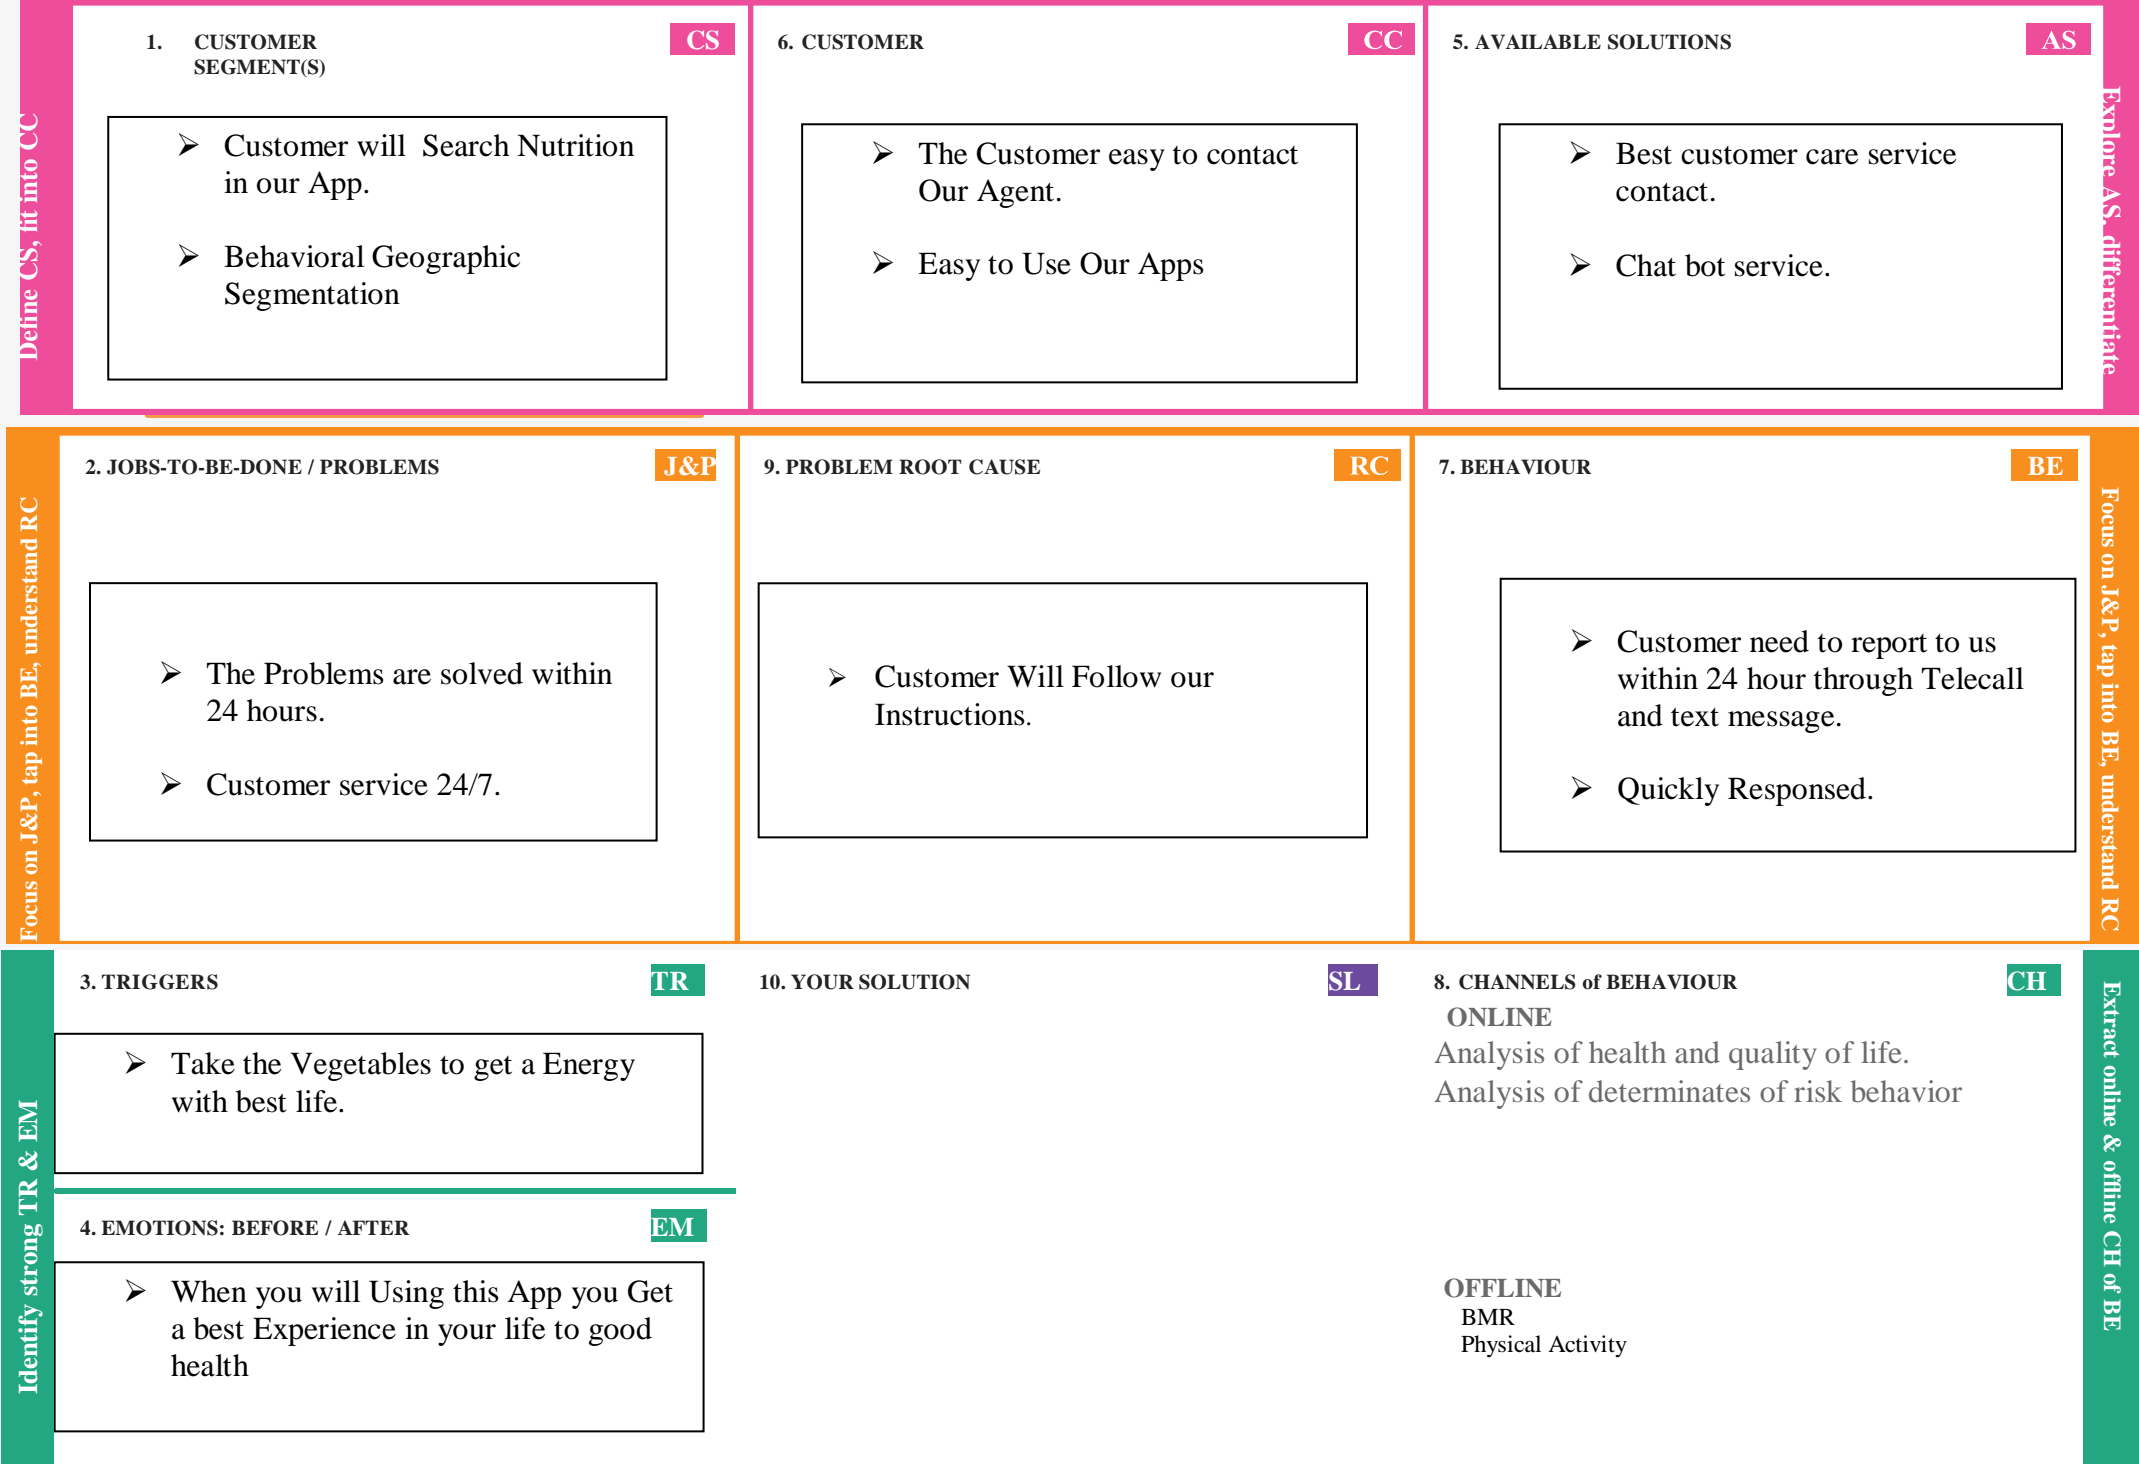 Define CS, fit into CC
1. CUSTOMER
SEGMENT(S)
CS
➢ Customer will Search Nutrition
in our App.
➢ Behavioral Geographic
Segmentation
6. CUSTOMER
CC
➢ The Customer easy to contact
Our Agent.
➢ Easy to Use Our Apps
5. AVAILABLE SOLUTIONS
AS
➢ Best customer care service
contact.
➢ Chat bot service.
Explore AS, differentiate
Focus on J&P, tap into BE, understand RC
2. JOBS-TO-BE-DONE / PROBLEMS
J&P
➢ The Problems are solved within
24 hours.
➢ Customer service 24/7.
9. PROBLEM ROOT CAUSE
RC
➢ Customer Will Follow our
Instructions.
7. BEHAVIOUR
BE
➢ Customer need to report to us
within 24 hour through Telecall
and text message.
➢ Quickly Responsed.
Focus on J&P, tap into BE, understand RC
Identify strong TR & EM
3. TRIGGERS
TR
➢ Take the Vegetables to get a Energy
with best life.
4. EMOTIONS: BEFORE / AFTER
EM
➢ When you will Using this App you Get
a best Experience in your life to good
health
10. YOUR SOLUTION
SL
8. CHANNELS of BEHAVIOUR
CH
ONLINE
Analysis of health and quality of life.
Analysis of determinates of risk behavior
OFFLINE
BMR
Physical Activity
Extract online & offline CH of BE